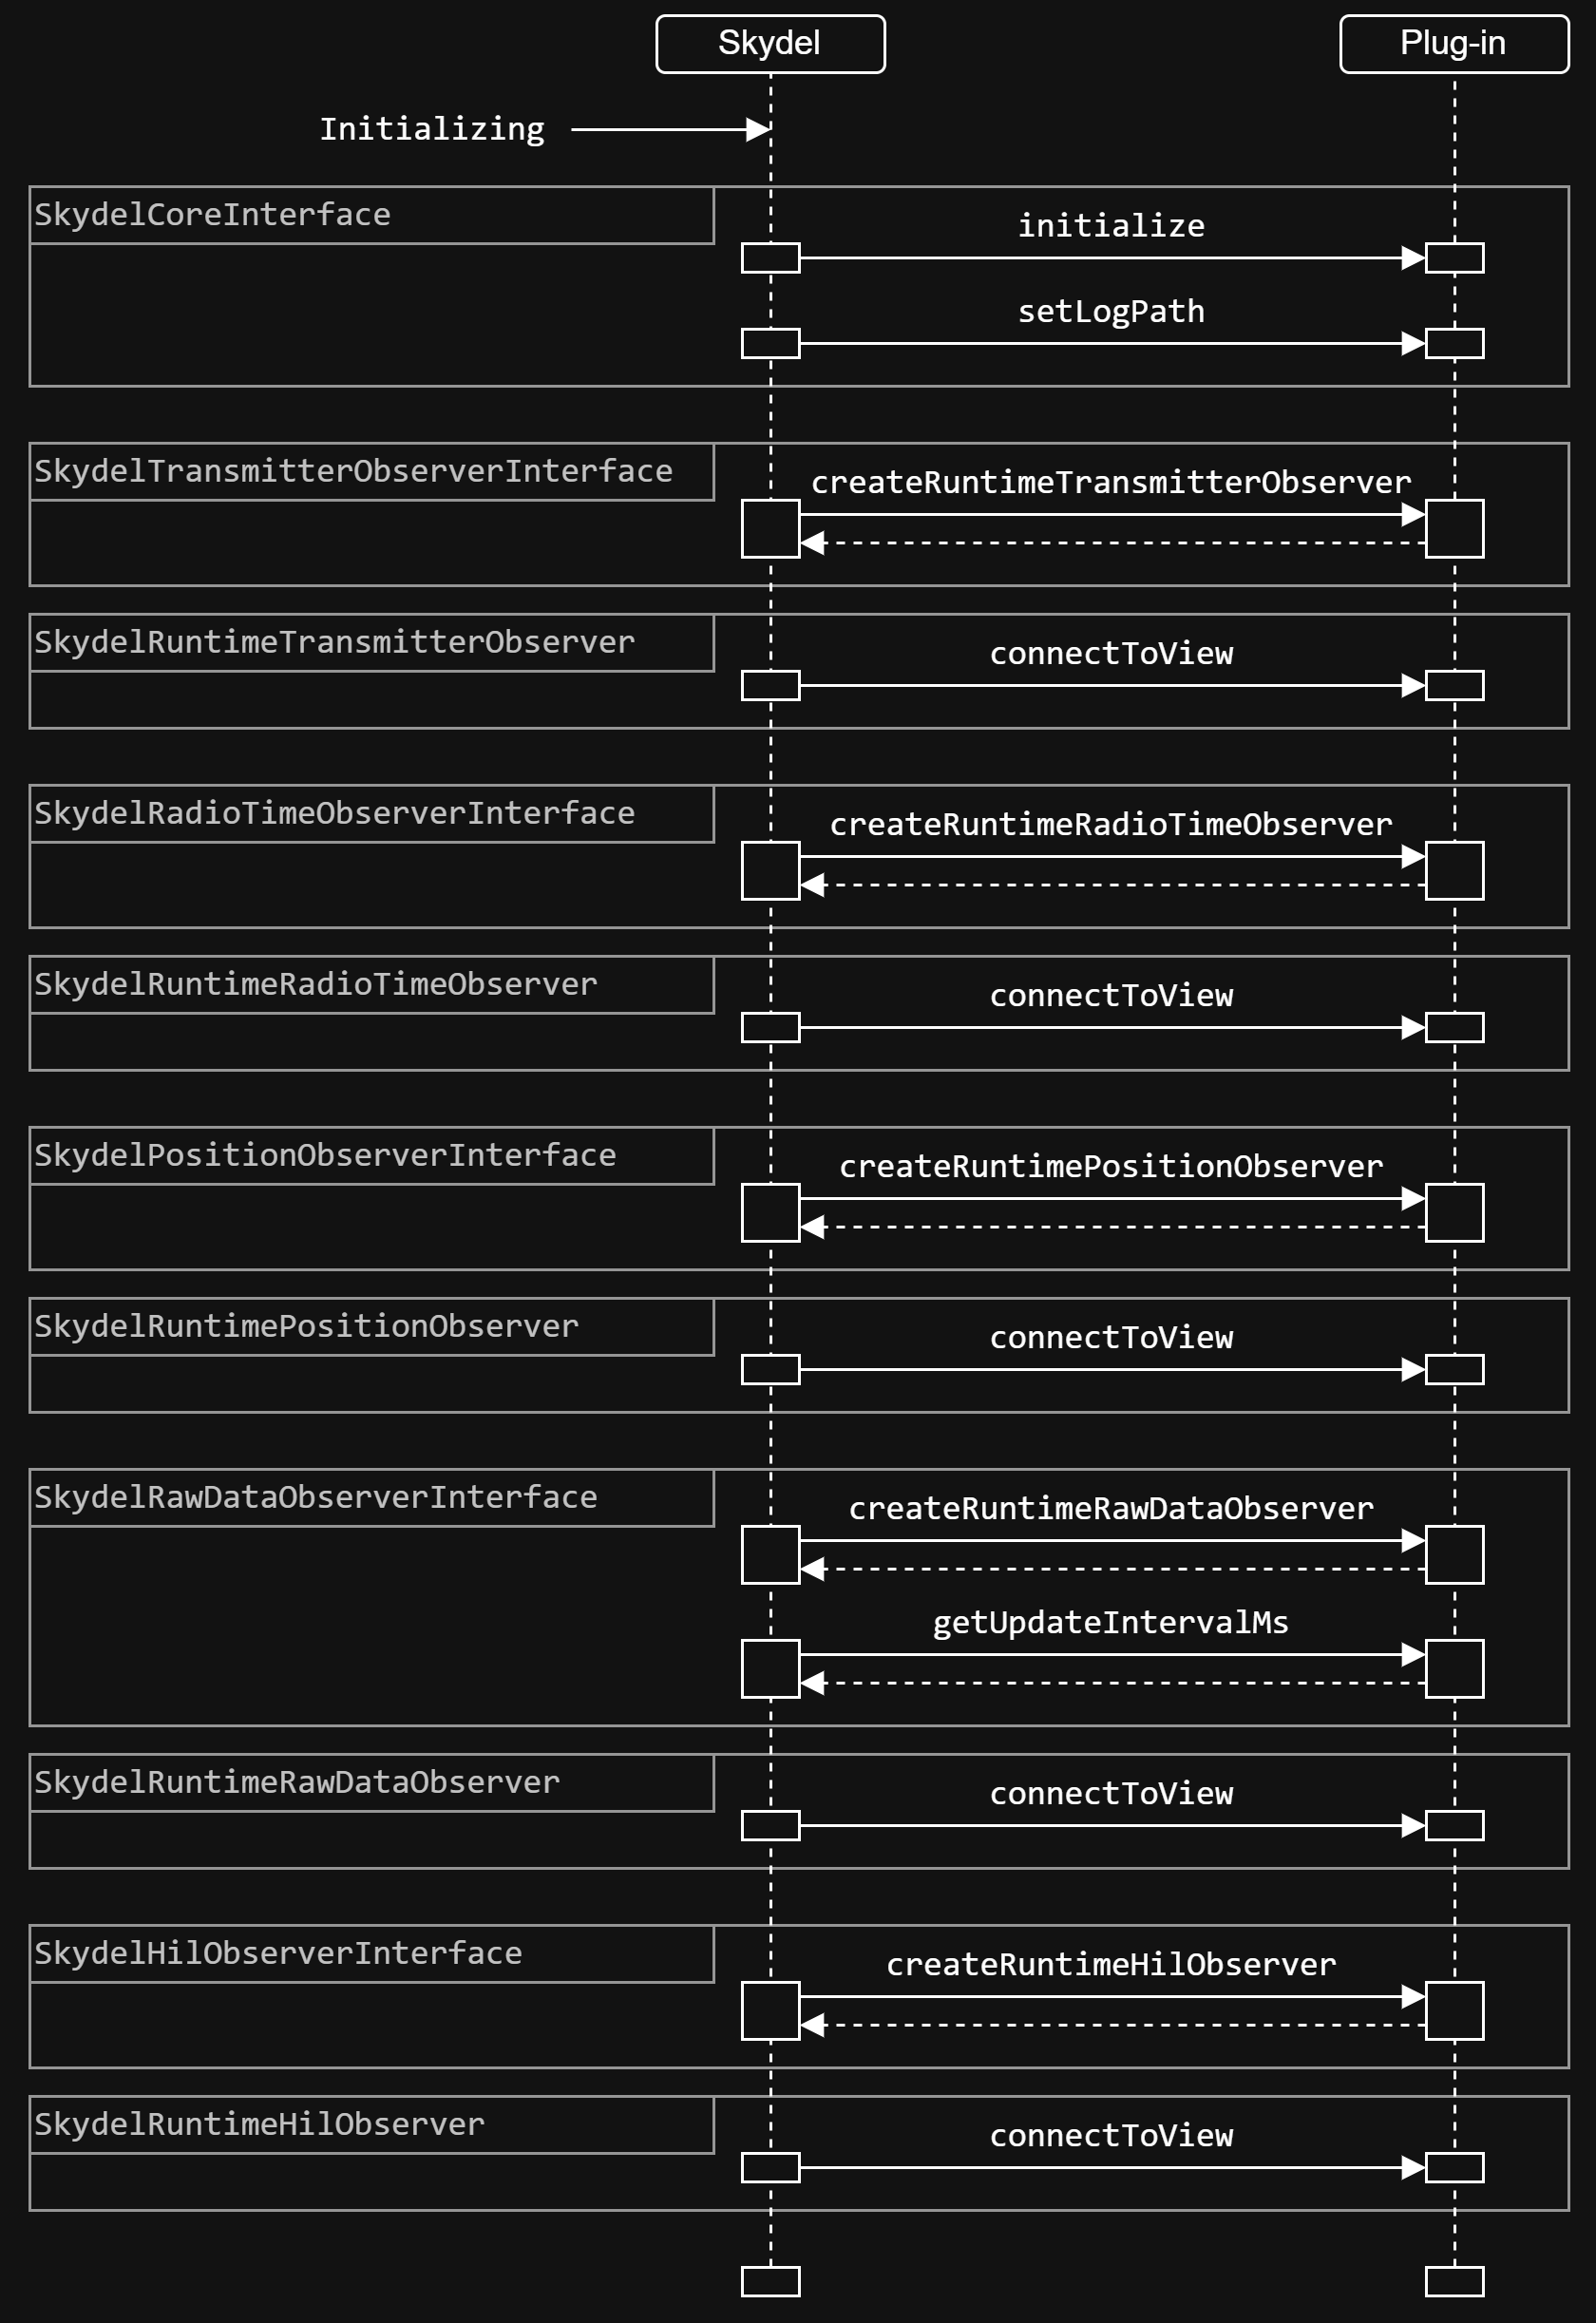 Skydel
Plug-in
Initializing
SkydelCoreInterface
initialize
setLogPath
SkydelTransmitterObserverInterface
createRuntimeTransmitterObserver
SkydelRuntimeTransmitterObserver
connectToView
SkydelRadioTimeObserverInterface
createRuntimeRadioTimeObserver
SkydelRuntimeRadioTimeObserver
connectToView
SkydelPositionObserverInterface
createRuntimePositionObserver
SkydelRuntimePositionObserver
connectToView
SkydelRawDataObserverInterface
createRuntimeRawDataObserver
getUpdateIntervalMs
SkydelRuntimeRawDataObserver
connectToView
SkydelHilObserverInterface
createRuntimeHilObserver
SkydelRuntimeHilObserver
connectToView